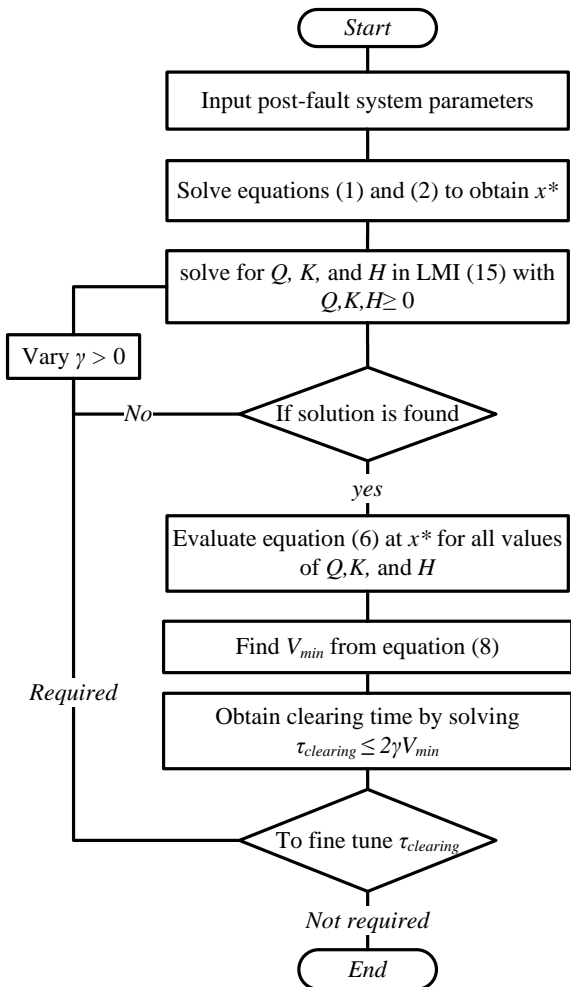 Start
Input post-fault system parameters
Solve equations (1) and (2) to obtain x*
solve for Q, K, and H in LMI (15) with
Q,K,H≥ 0
Vary γ > 0
If solution is found
No
yes
Evaluate equation (6) at x* for all values
of Q,K, and H
Find Vmin from equation (8)
Required
Obtain clearing time by solving
τclearing ≤ 2γVmin
To fine tune τclearing
Not required
End